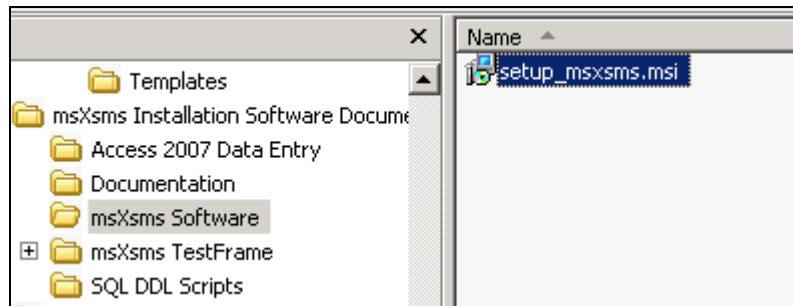 Name
Templates
setup_msxsms.msi
msXsms Installation Software Docume
Access 2007 Data Entry
Documentation
msXsms Software
msXsms TestFrame
SQL DDL Scripts